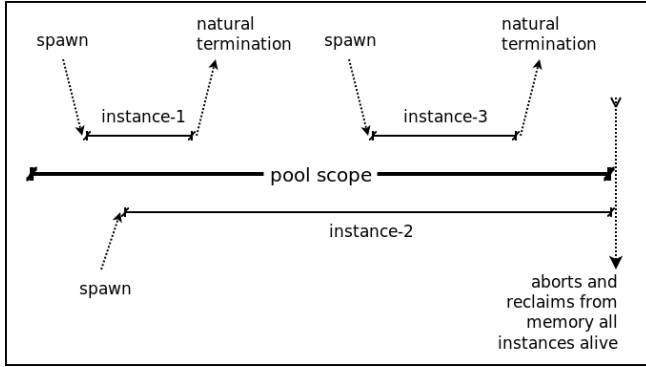 spawn
natural
termination
spawn
natural
termination
instance-1
instance-3
pool scope
instance-2
spawn
aborts and
reclaims from
memory all
instances alive